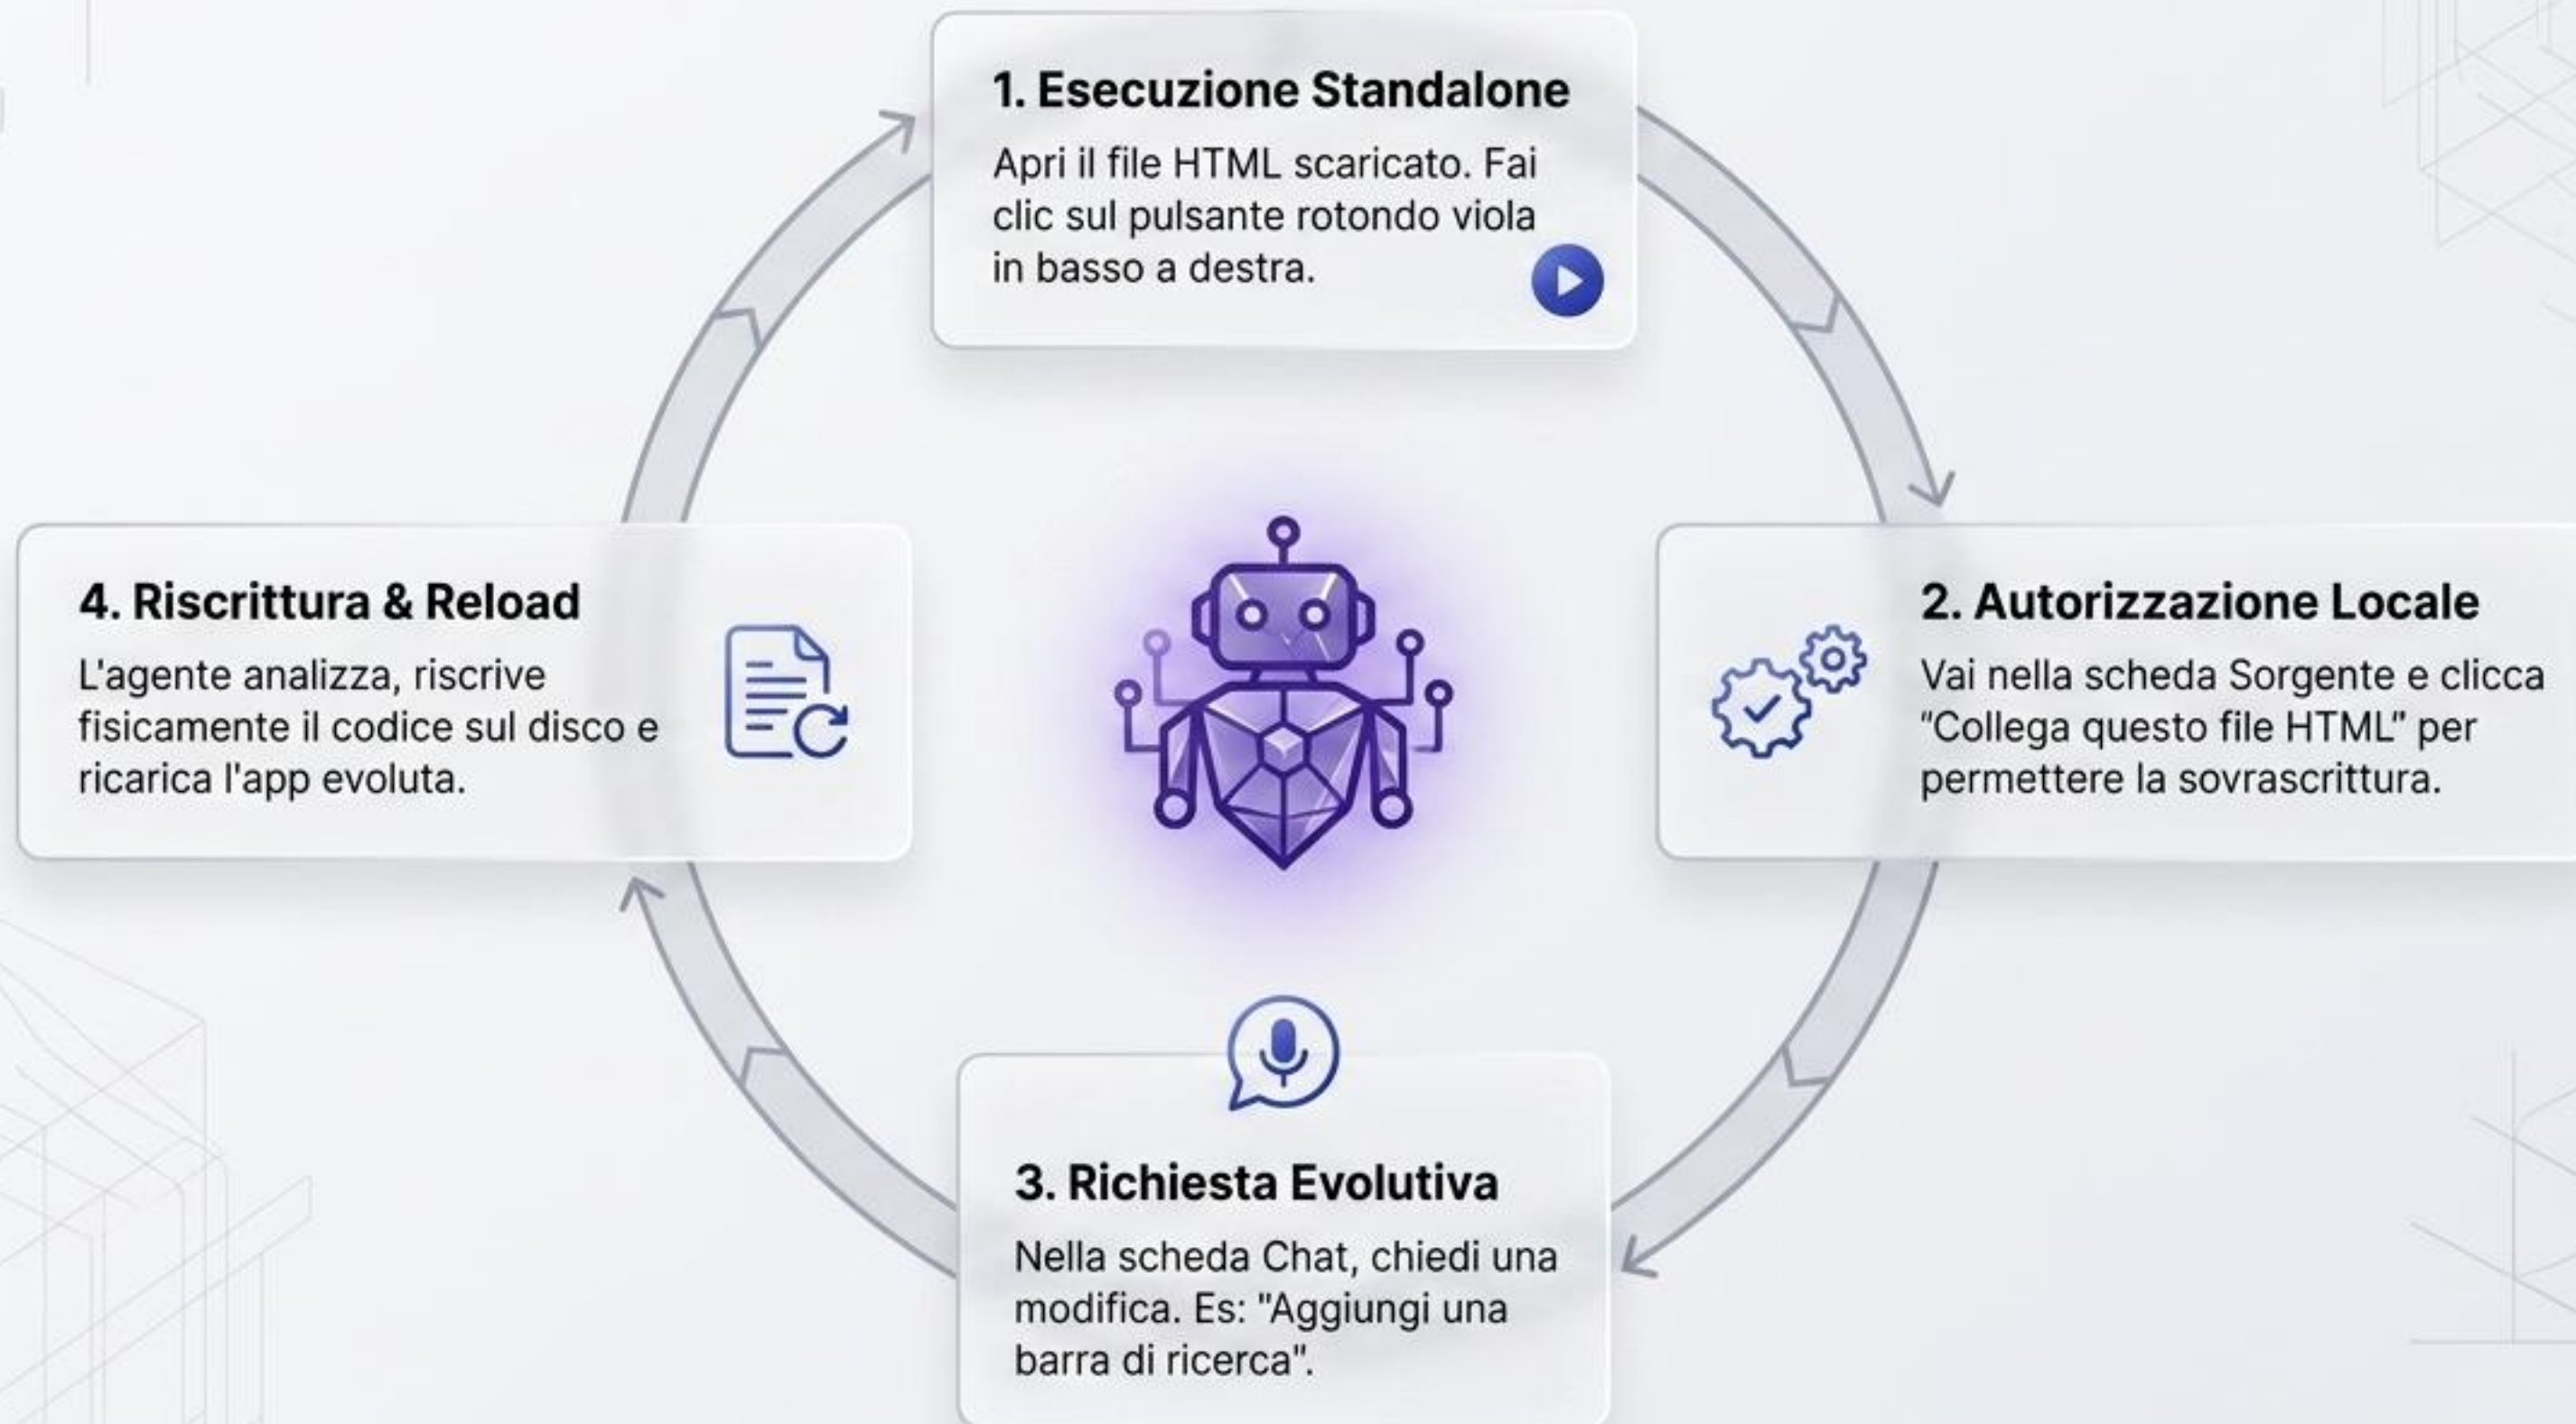 1. Esecuzione Standalone
Apri il file HTML scaricato. Fai
clic sul pulsante rotondo viola
in basso a destra.
2. Autorizzazione Locale
Vai nella scheda Sorgente e clicca
"Collega questo file HTML" per
permettere la sovrascrittura.
3. Richiesta Evolutiva
Nella scheda Chat, chiedi una
modifica. Es: "Aggiungi una
barra di ricerca".
4. Riscrittura & Reload
L'agente analizza, riscrive
fisicamente il codice sul disco e
ricarica l'app evoluta.